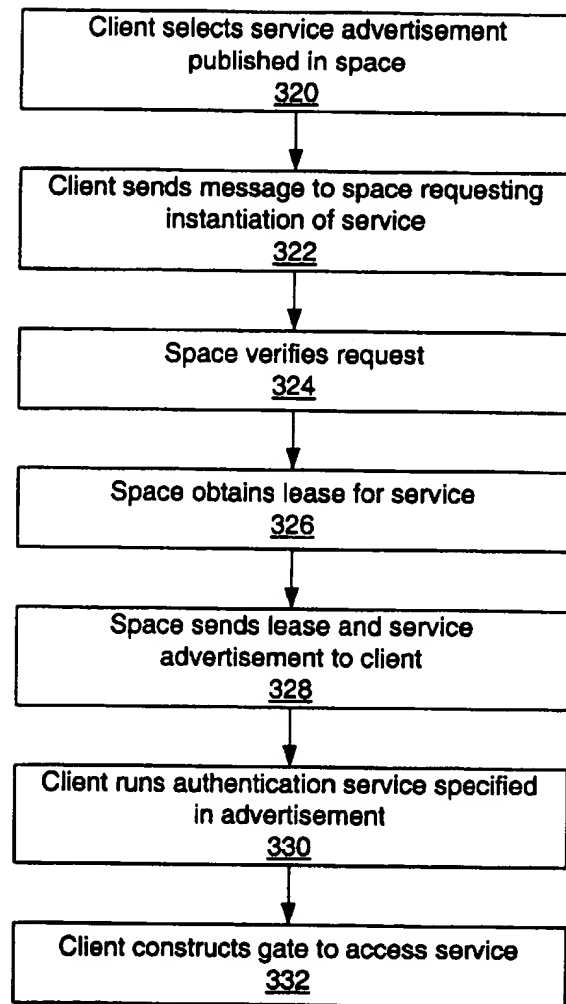 Client selects service advertisement
published in space
320
Client sends message to space requesting
instantiation of service
322
Space verifies request
324
Space obtains lease for service
326
Space sends lease and service
advertisement to client
328
Client runs authentication service specified
in advertisement
330
Client constructs gate to access service
332